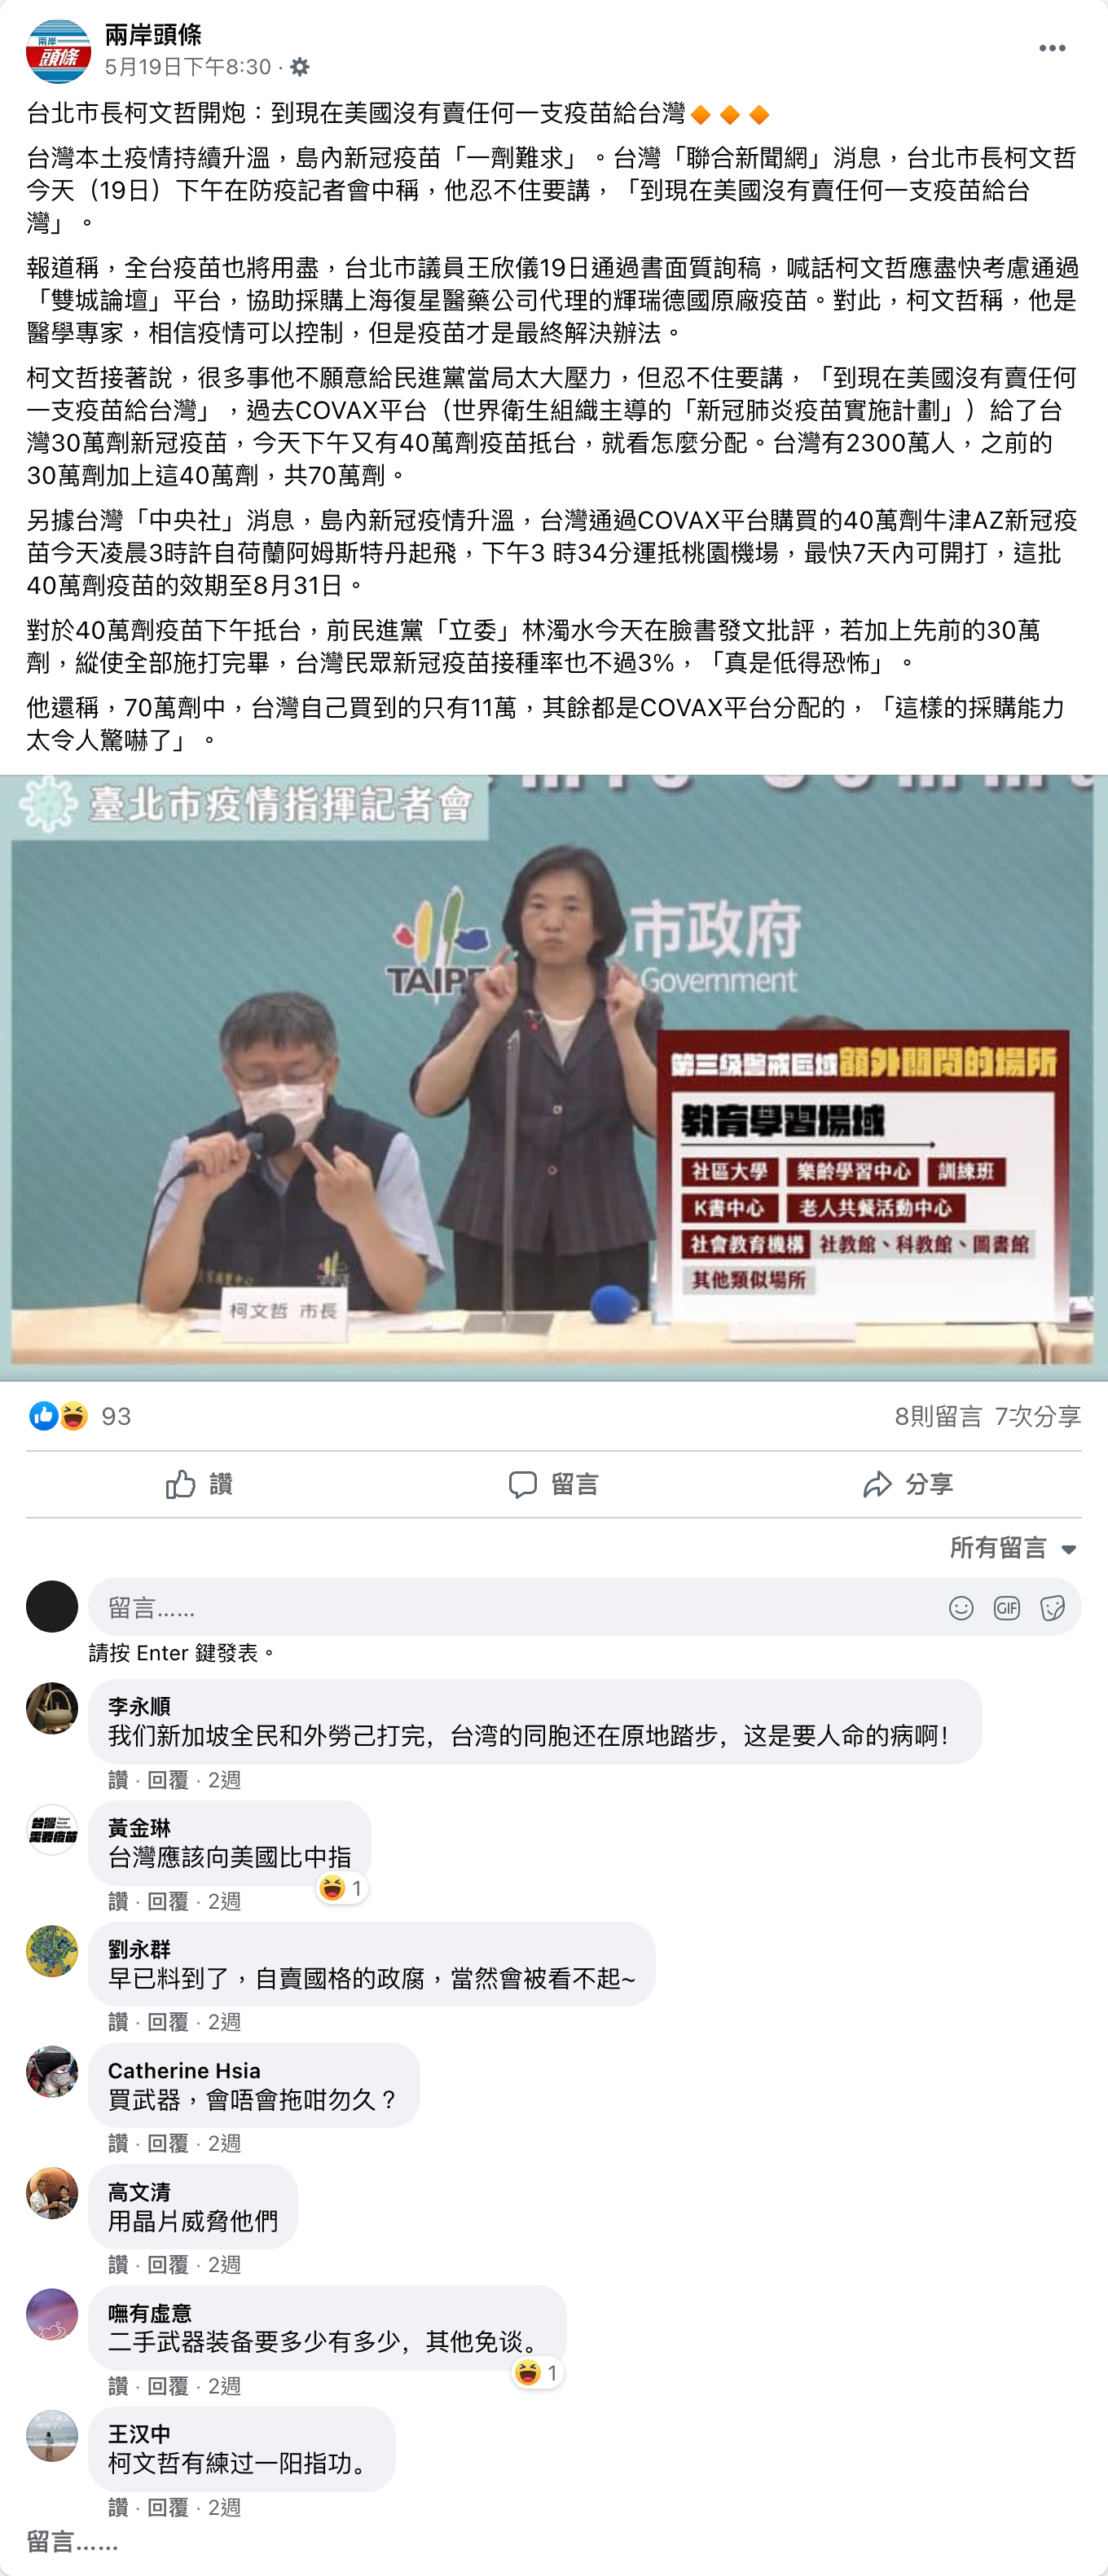 兩岸
頭條
兩岸頭條
5月19日下午8:30 ·
台北市長柯文哲開炮：到現在美國沒有賣任何一支疫苗給台灣🔸🔸🔸
台灣本土疫情持續升溫，島內新冠疫苗「一劑難求」。台灣「聯合新聞網」消息，台北市長柯文哲
今天（19日）下午在防疫記者會中稱，他忍不住要講，「到現在美國沒有賣任何一支疫苗給台
灣」。
報道稱，全台疫苗也將用盡，台北市議員王欣儀19日通過書面質詢稿，喊話柯文哲應盡快考慮通過
「雙城論壇」平台，協助採購上海復星醫藥公司代理的輝瑞德國原廠疫苗。對此，柯文哲稱，他是
醫學專家，相信疫情可以控制，但是疫苗才是最終解決辦法。
柯文哲接著說，很多事他不願意給民進黨當局太大壓力，但忍不住要講，「到現在美國沒有賣任何
一支疫苗給台灣」，過去COVAX平台（世界衛生組織主導的「新冠肺炎疫苗實施計劃」）給了台
灣30萬劑新冠疫苗，今天下午又有40萬劑疫苗抵台，就看怎麼分配。台灣有2300萬人，之前的
30萬劑加上這40萬劑，共70萬劑。
另據台灣「中央社」消息，島內新冠疫情升溫，台灣通過COVAX平台購買的40萬劑牛津AZ新冠疫
苗今天凌晨3時許自荷蘭阿姆斯特丹起飛，下午3 時34分運抵桃園機場，最快7天內可開打，這批
40萬劑疫苗的效期至8月31日。
對於40萬劑疫苗下午抵台，前民進黨「立委」林濁水今天在臉書發文批評，若加上先前的30萬
劑，縱使全部施打完畢，台灣民眾新冠疫苗接種率也不過3%，「真是低得恐怖」。
他還稱，70萬劑中，台灣自己買到的只有11萬，其餘都是COVAX平台分配的，「這樣的採購能力
太令人驚嚇了」。
臺北市疫情指揮記者會
市政府
TAIPE
Government
第三級警戒區域額外關閉的場所
教育學習場域
社區大學 樂齡學習中心 訓練班
K書中心 老人共餐活動中心
社會教育機構 社教館、科教館、圖書館
其他類似場所
柯文哲 市長
93
8則留言 7次分享
讚 留言 分享
所有留言
留言......
GIF
請按 Enter 鍵發表。
李永順
我们新加坡全民和外勞己打完，台湾的同胞还在原地踏步，这是要人命的病啊！
讚 · 回覆 · 2週
台灣
需要疫苗
黃金琳
台灣應該向美國比中指
1
讚 · 回覆 · 2週
劉永群
早已料到了，自賣國格的政腐，當然會被看不起~
讚 · 回覆 · 2週
Catherine Hsia
買武器，會唔會拖咁勿久？
讚 · 回覆 · 2週
高文清
用晶片威脅他們
讚 · 回覆 · 2週
嘸有虛意
二手武器装备要多少有多少，其他免谈。
1
讚 · 回覆 · 2週
王汉中
柯文哲有練过一阳指功。
讚 · 回覆 · 2週
留言......